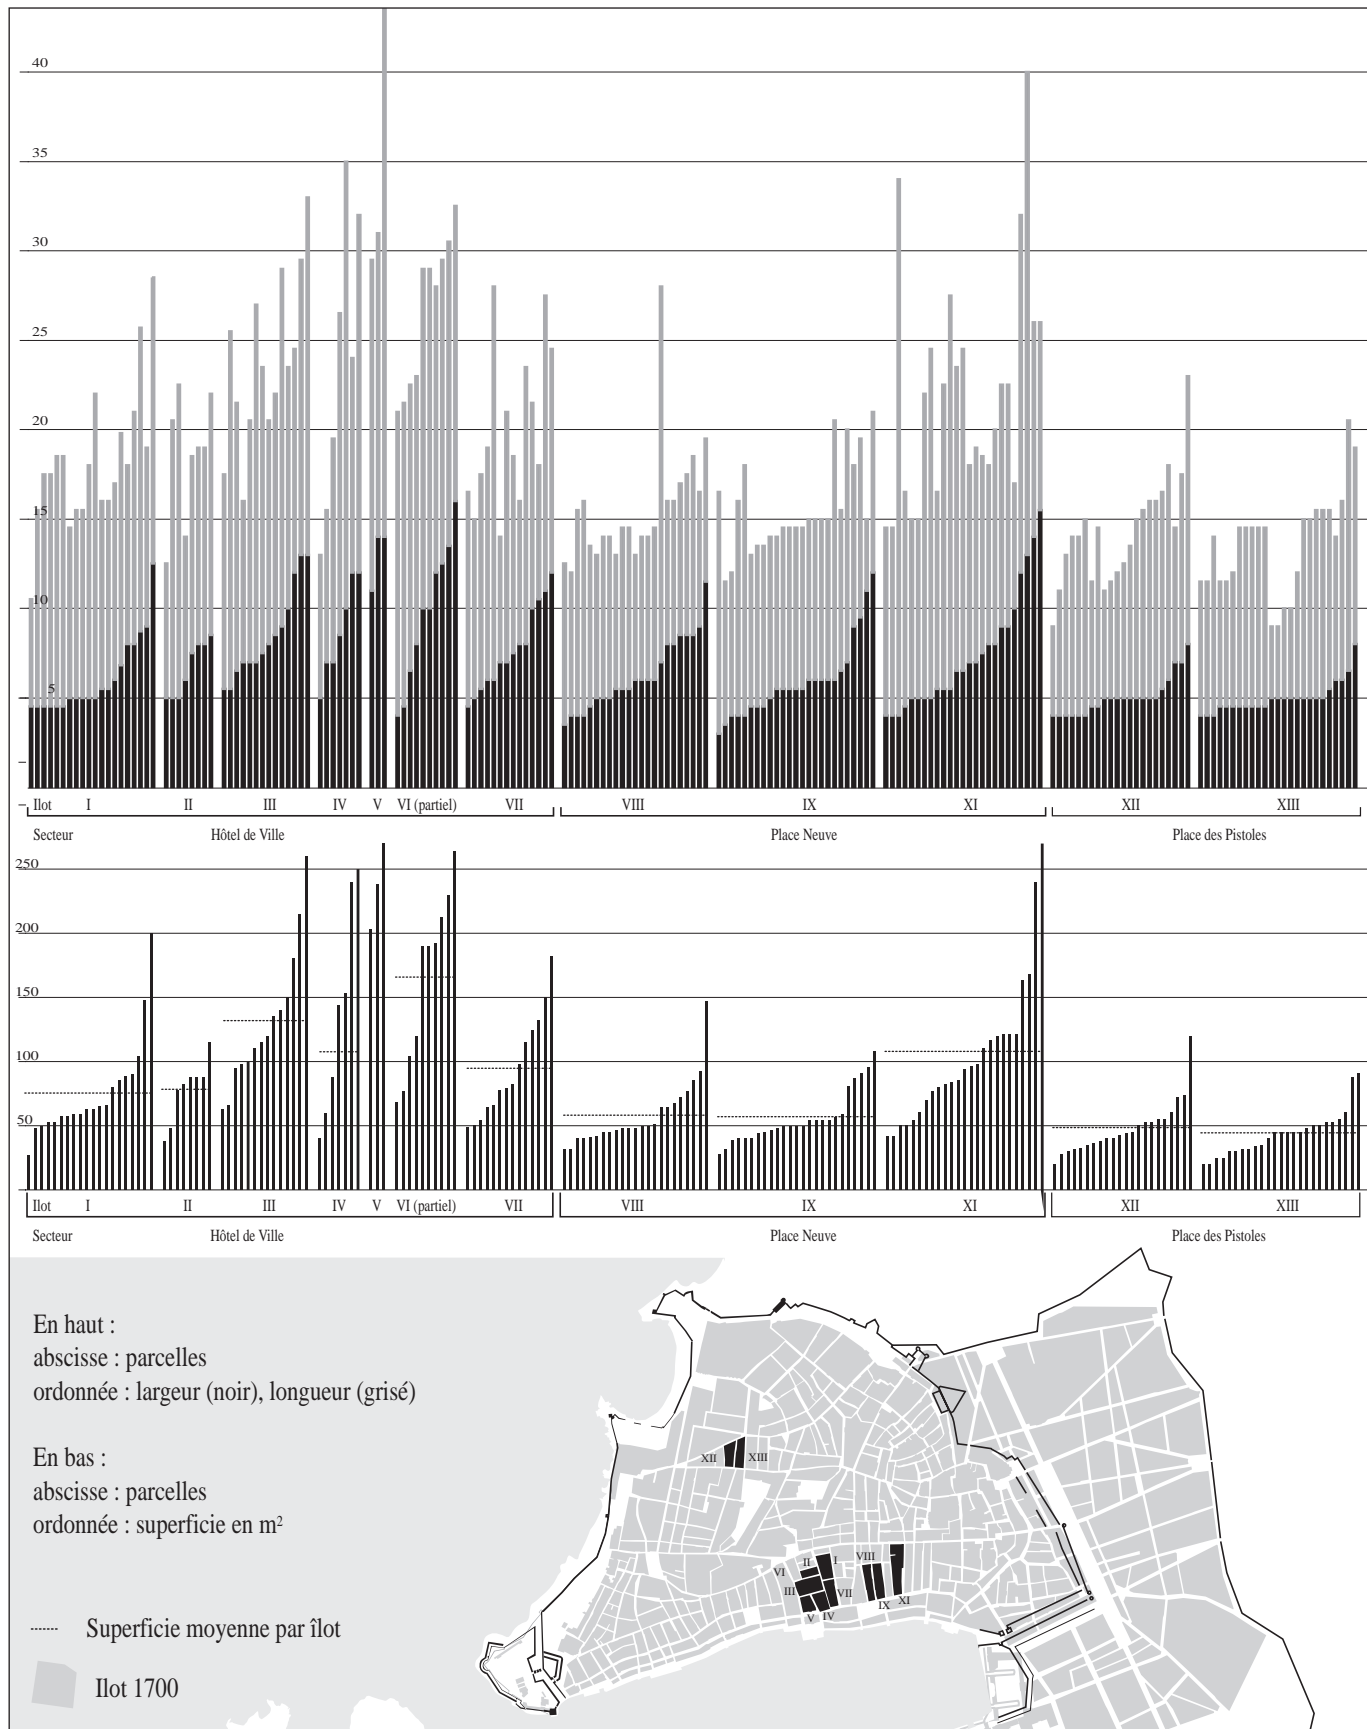 40
35
30
25
20
15
10
5
Ilot I II III IV V VI (partiel) VII VIII IX XI XII XIII
Secteur Hôtel de Ville Place Neuve Place des Pistoles
250
200
150
100
50
Ilot I II III IV V VI (partiel) VII VIII IX XI XII XIII
Secteur Hôtel de Ville Place Neuve Place des Pistoles
En haut :
abscisse : parcelles
ordonnée : largeur (noir), longueur (grisé)
En bas :
abscisse : parcelles
ordonnée : superficie en m²
Superficie moyenne par îlot
Ilot 1700
XII XIII
VI II I VIII
III VII
V IV IX XI